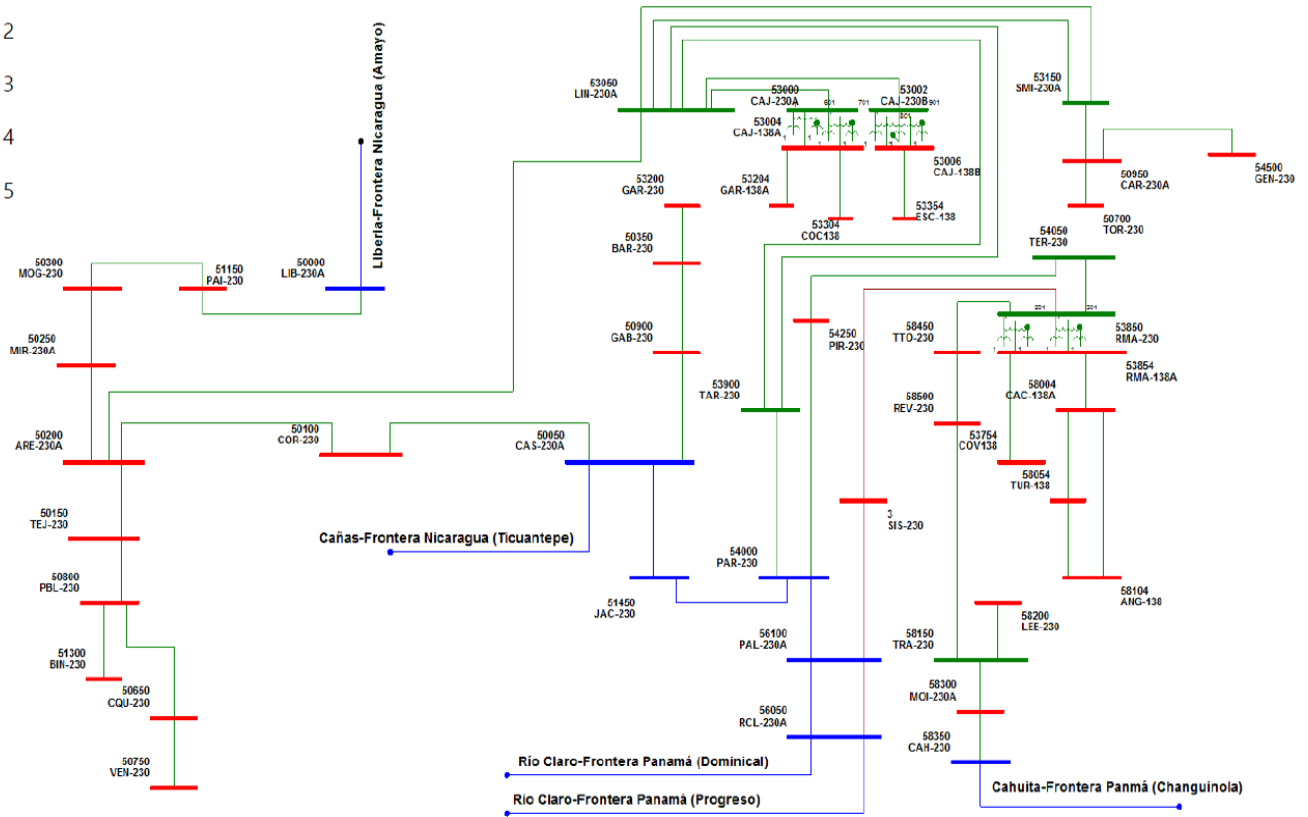 2
3
4
5
Liberia-Frontera Nicaragua (Amayo)
53050
LIN-230A
53000
CAJ-230A
53002
CAJ-230B
601
701
901
801
53004
CAJ-138A
53006
CAJ-138B
53150
SMI-230A
50950
CAR-230A
54500
GEN-230
53200
GAR-230
53204
GAR-138A
53304
COC138
53354
ESC-138
50700
TOR-230
54050
TER-230
50350
BAR-230
50300
MOG-230
51150
PAI-230
50000
LIB-230A
50250
MIR-230A
50900
GAB-230
54250
PIR-230
58450
TTO-230
201
53850
RMA-230
53854
RMA-138A
58004
CAC-138A
53900
TAR-230
58500
REV-230
53754
COV138
50200
ARE-230A
50100
COR-230
50050
CAS-230A
58054
TUR-138
50150
TEJ-230
3
SIS-230
Cañas-Frontera Nicaragua (Ticuantepe)
54000
PAR-230
50800
PBL-230
51450
JAC-230
58104
ANG-138
58200
LEE-230
51300
BIN-230
56100
PAL-230A
58150
TRA-230
50650
CQU-230
58300
MOI-230A
56050
RCL-230A
58350
CAH-230
50750
VEN-230
Río Claro-Frontera Panamá (Dominical)
Río Claro-Frontera Panamá (Progreso)
Cahuita-Frontera Panmá (Changuinola)